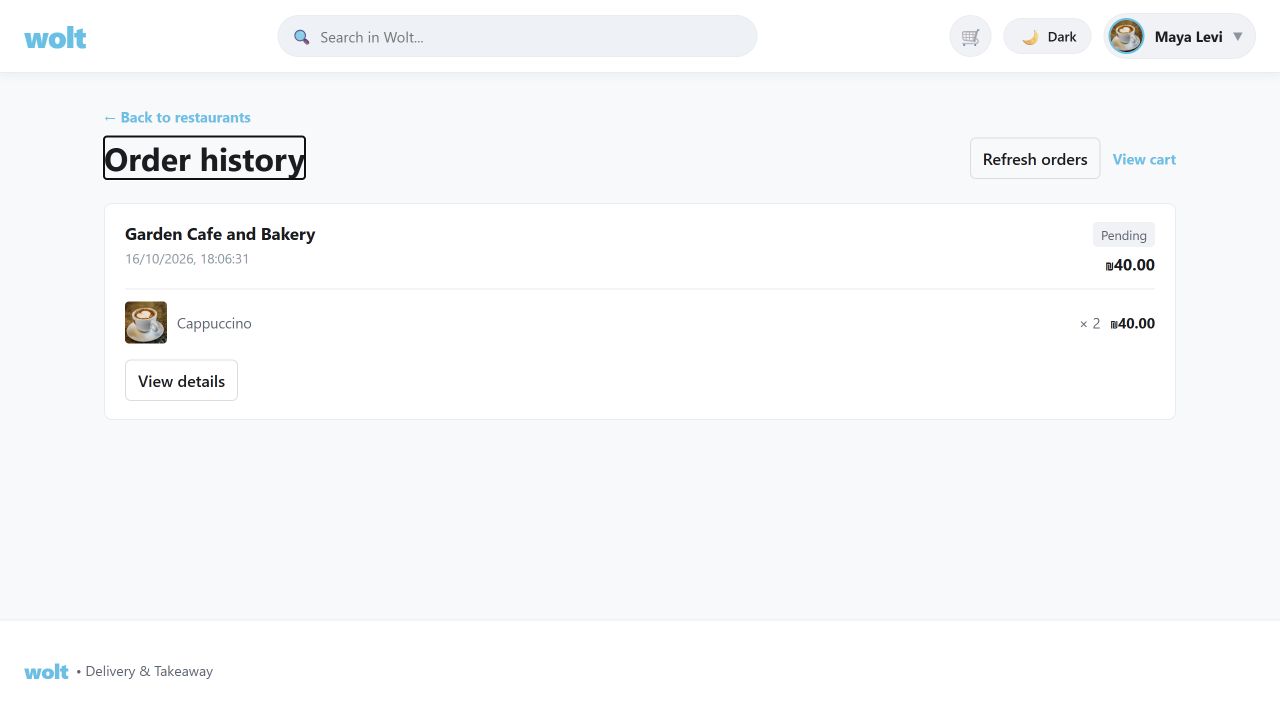 wolt
Search in Wolt...
Dark
Maya Levi ▼
← Back to restaurants
Order history
Refresh orders
View cart
Garden Cafe and Bakery
Pending
16/10/2026, 18:06:31
₪40.00
Cappuccino
× 2 ₪40.00
View details
wolt • Delivery & Takeaway